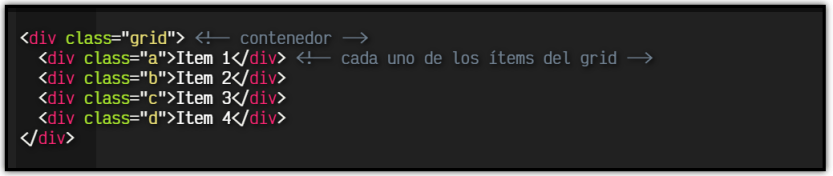 <div class="grid"> <!-- contenedor -->
<div class="a">Item 1</div> <!-- cada uno de los ítems del grid -->
<div class="b">Item 2</div>
<div class="c">Item 3</div>
<div class="d">Item 4</div>
</div>